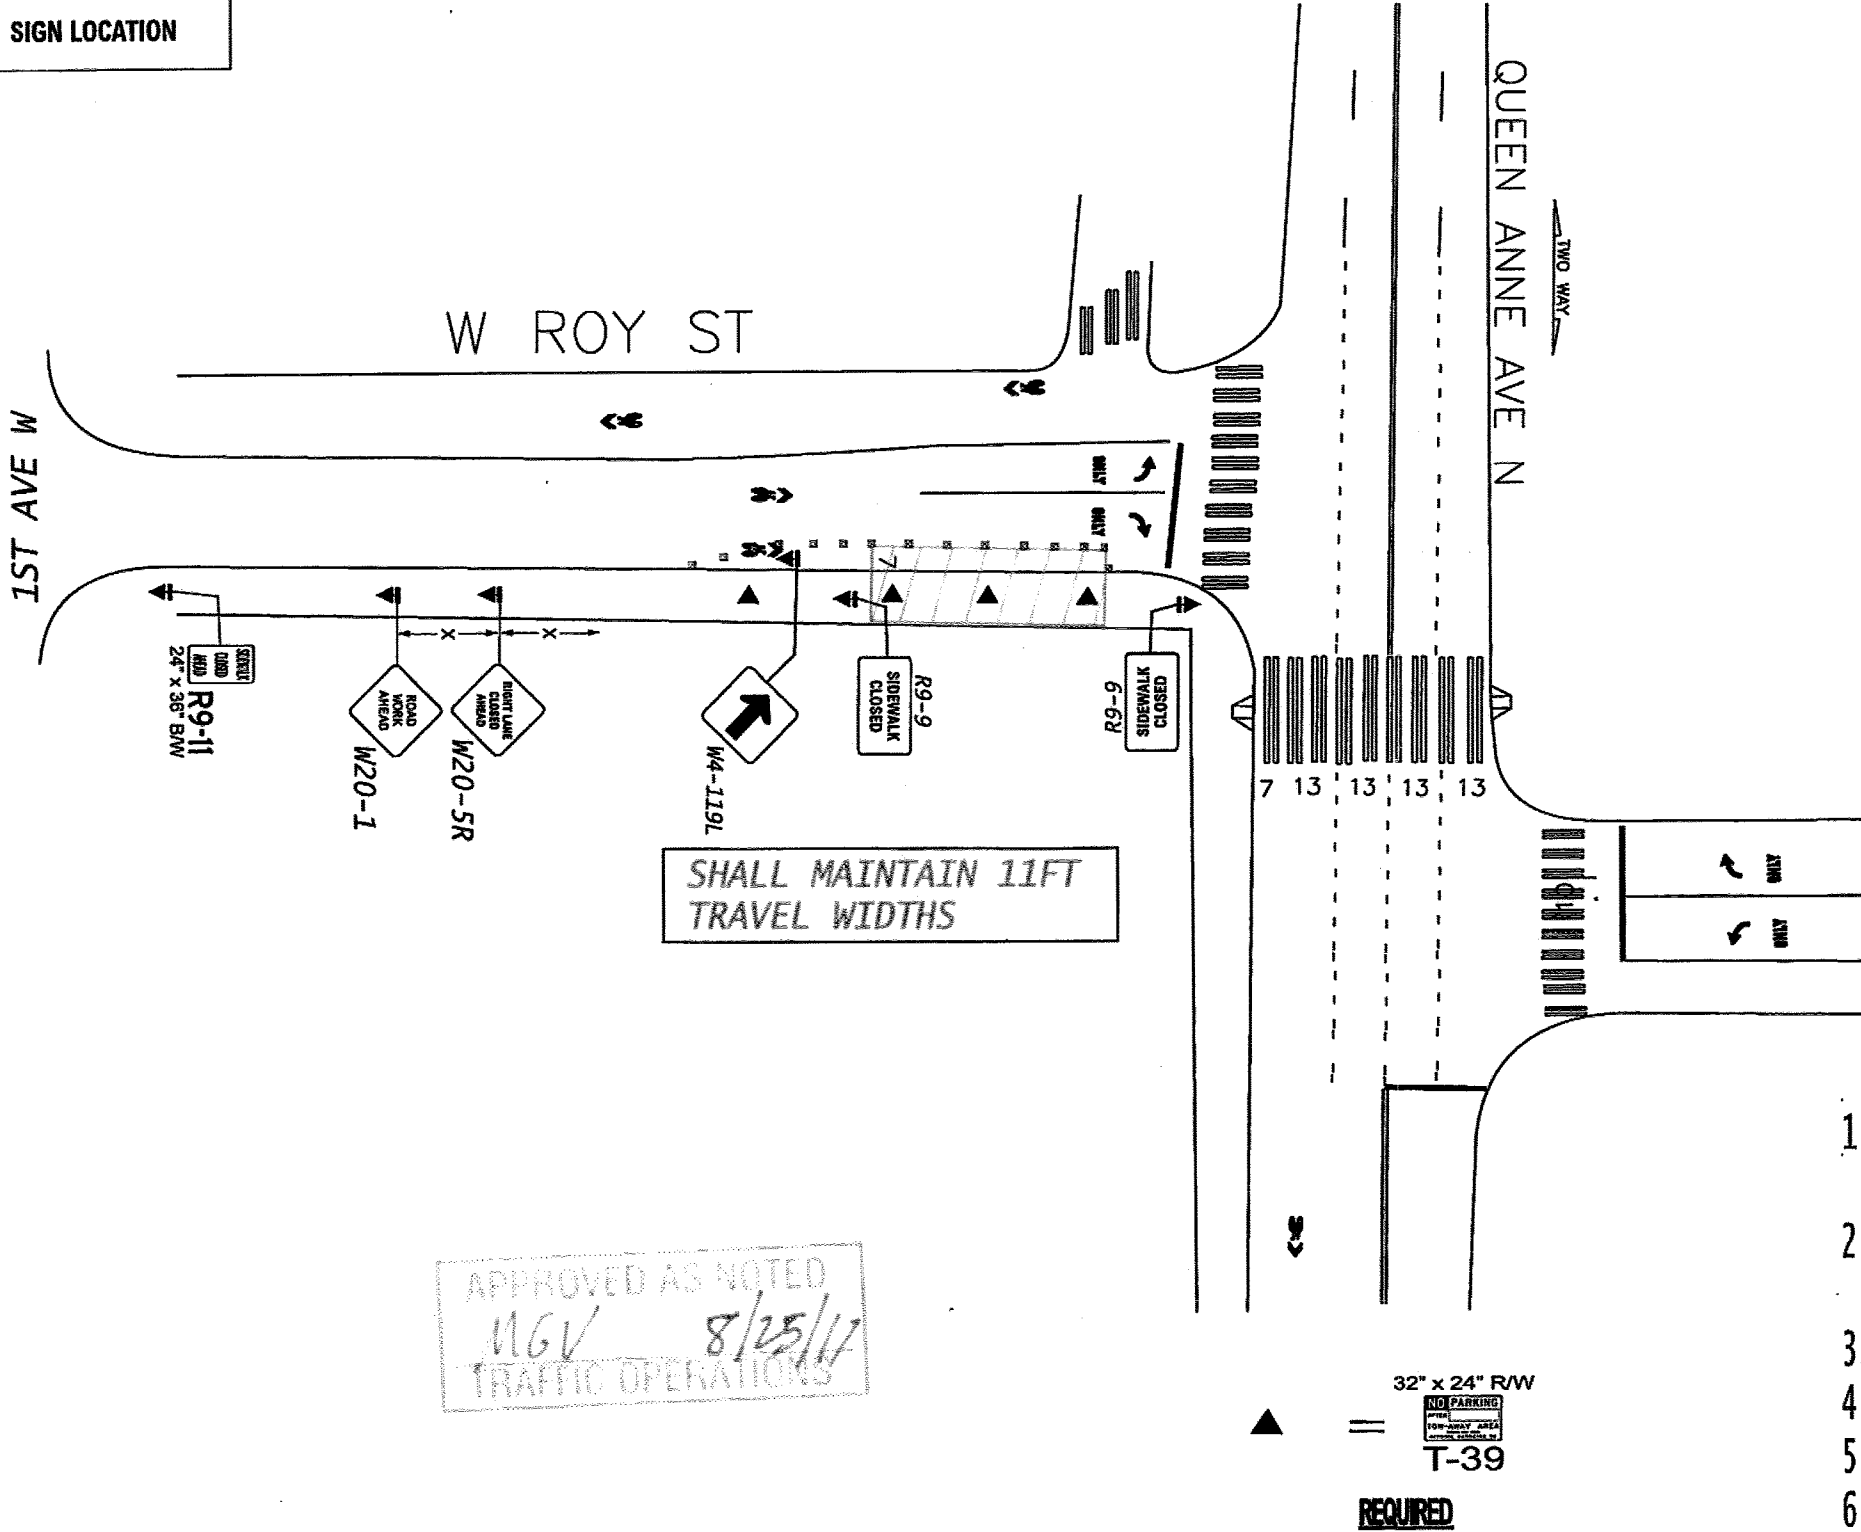 SIGN LOCATION
QUEEN ANNE AVE N
TWO WAY
W ROY ST
1ST AVE W
ONLY
ONLY
7
SIDEWALK
CLOSED
AHEAD
R9-11
24" x 36" B/W
X
X
ROAD
WORK
AHEAD
W20-1
RIGHT LANE
CLOSED
AHEAD
W20-5R
W4-119L
SIDEWALK
CLOSED
R9-9
SIDEWALK
CLOSED
R9-9
7 13 13 13 13
SHALL MAINTAIN 11FT
TRAVEL WIDTHS
10
ONLY
ONLY
APPROVED AS NOTED
MGV 8/25/17
TRAFFIC OPERATIONS
32" x 24" R/W
NO PARKING
AFTER
TOW-AWAY AREA
T-39
=
REQUIRED
1
2
3
4
5
6